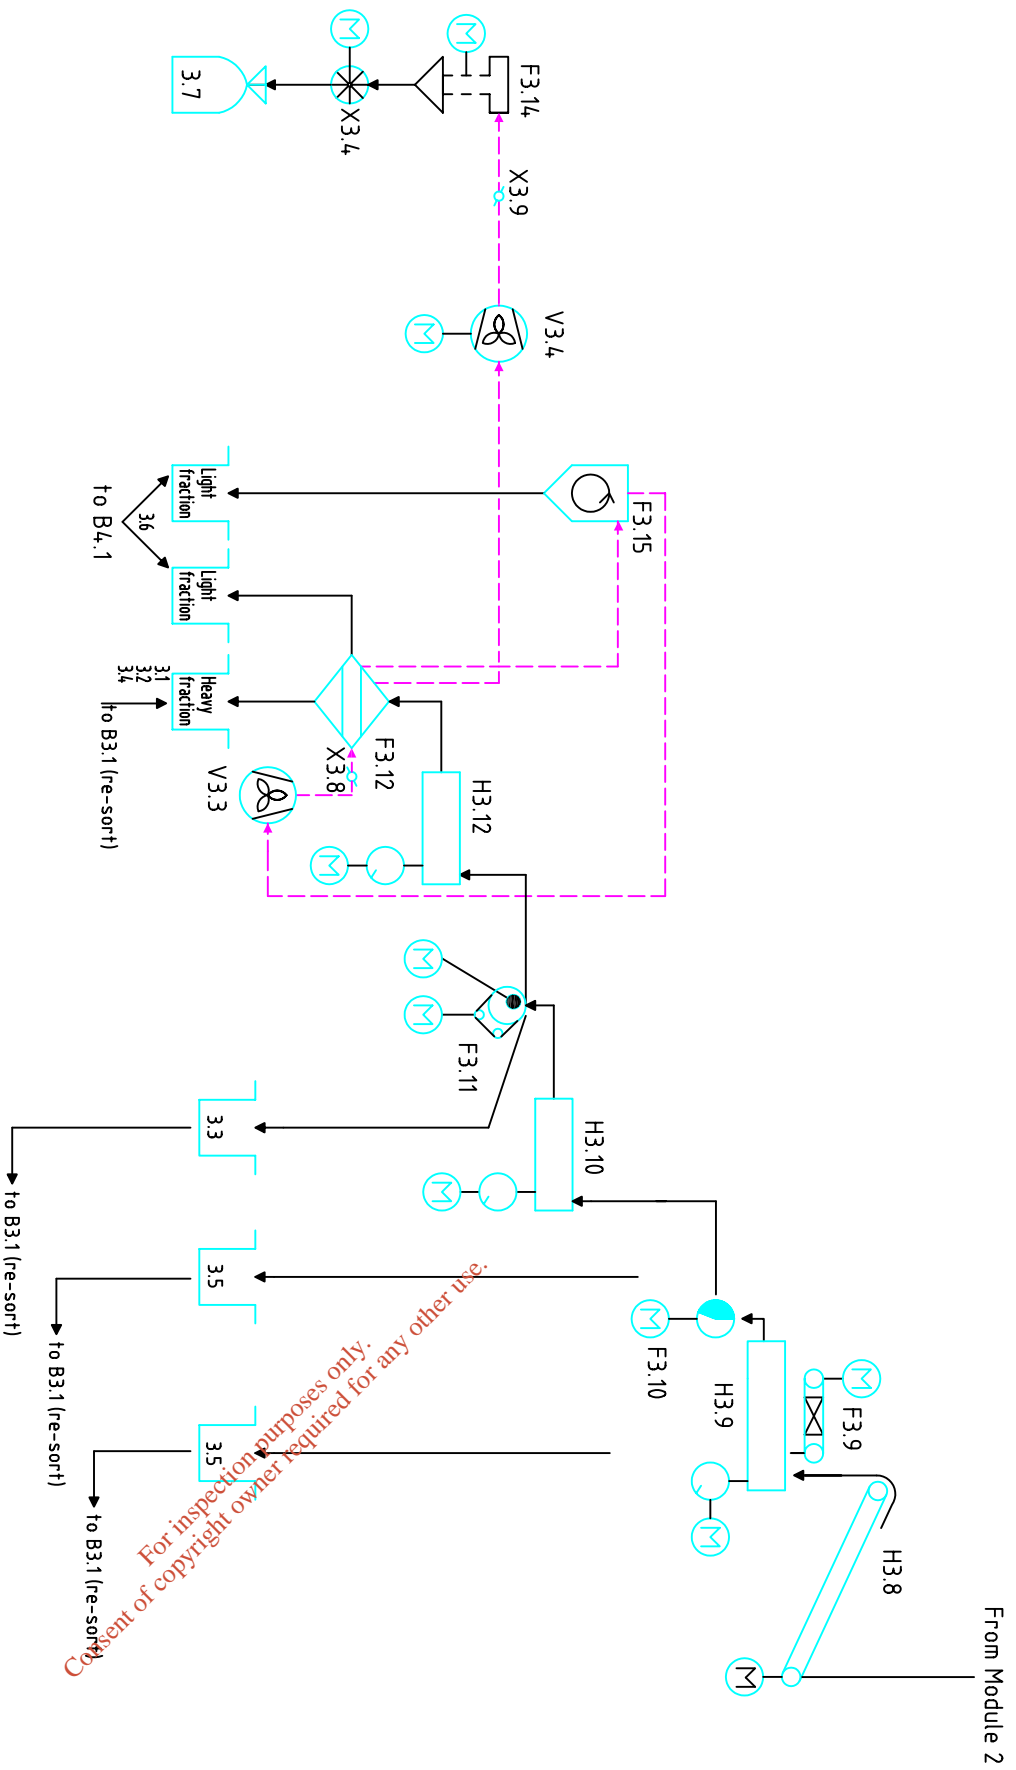 From Module 2
H3.8
M
F3.9
M
M
H3.9
F3.10
M
H3.10
M
F3.11
M
M
H3.12
M
F3.12
X3.8
V3.3
F3.15
V3.4
M
X3.9
F3.14
M
X3.4
M
3.7
Light
fraction
3.6
to B4.1
Light
fraction
Heavy
fraction
3.1
3.2
3.4
to B3.1 (re-sort)
3.3
to B3.1 (re-sort)
3.5
to B3.1 (re-sort)
3.5
to B3.1 (re-sort)
For inspection purposes only.
Consent of copyright owner required for any other use.